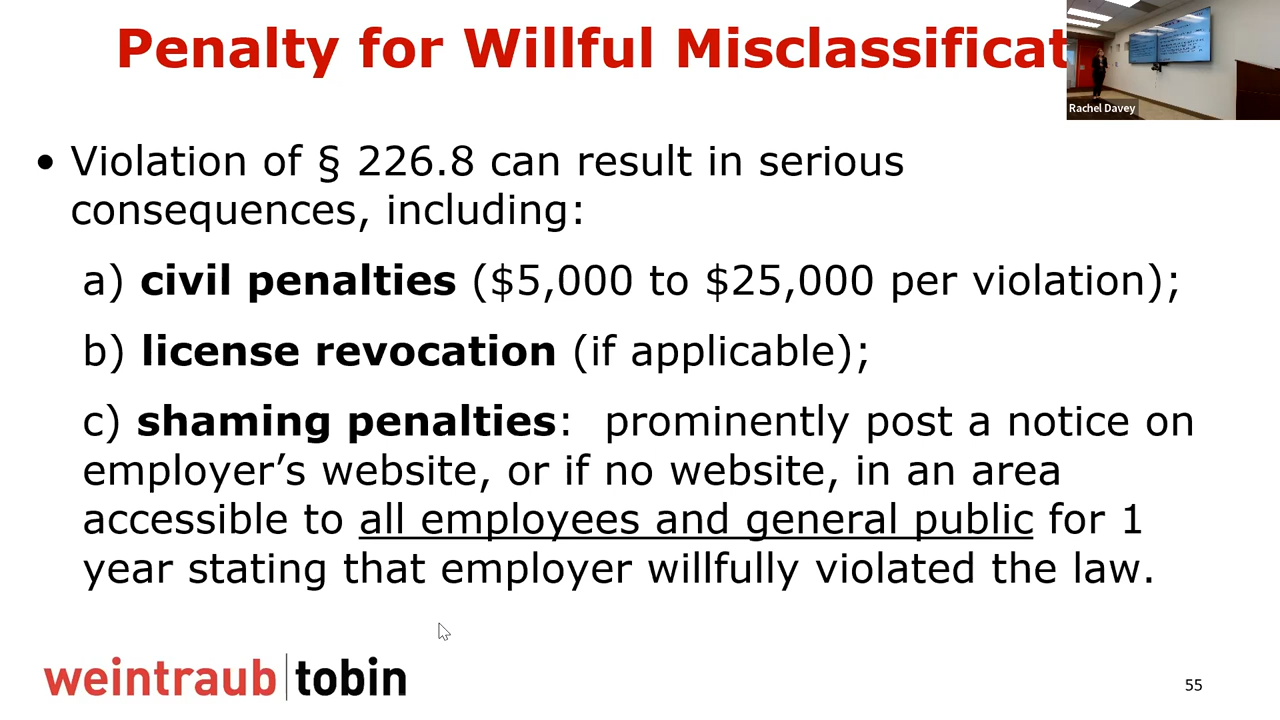 Penalty for Willful Misclassificat
Rachel Davey
• Violation of § 226.8 can result in serious
consequences, including:
a) civil penalties ($5,000 to $25,000 per violation);
b) license revocation (if applicable);
c) shaming penalties:  prominently post a notice on
employer’s website, or if no website, in an area
accessible to all employees and general public for 1
year stating that employer willfully violated the law.
weintraub tobin
55